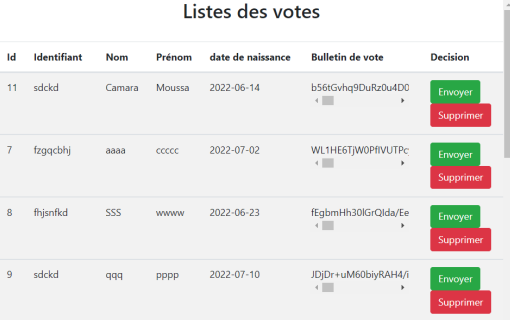 Listes des votes
Id Identifiant Nom Prénom date de naissance Bulletin de vote Decision
11 sdckd Camara Moussa 2022-06-14 b56tGvhq9DuRz0u4D0 Envoyer
Supprimer
7 fzgqcbhj aaaa ccccc 2022-07-02 WL1HE6TjW0PflVUTPc Envoyer
Supprimer
8 fhjsnfkd SSS wwww 2022-06-23 fEgbmHh30lGrQIda/Ee Envoyer
Supprimer
9 sdckd qqq pppp 2022-07-10 JDjDr+uM60biyRAH4/i Envoyer
Supprimer